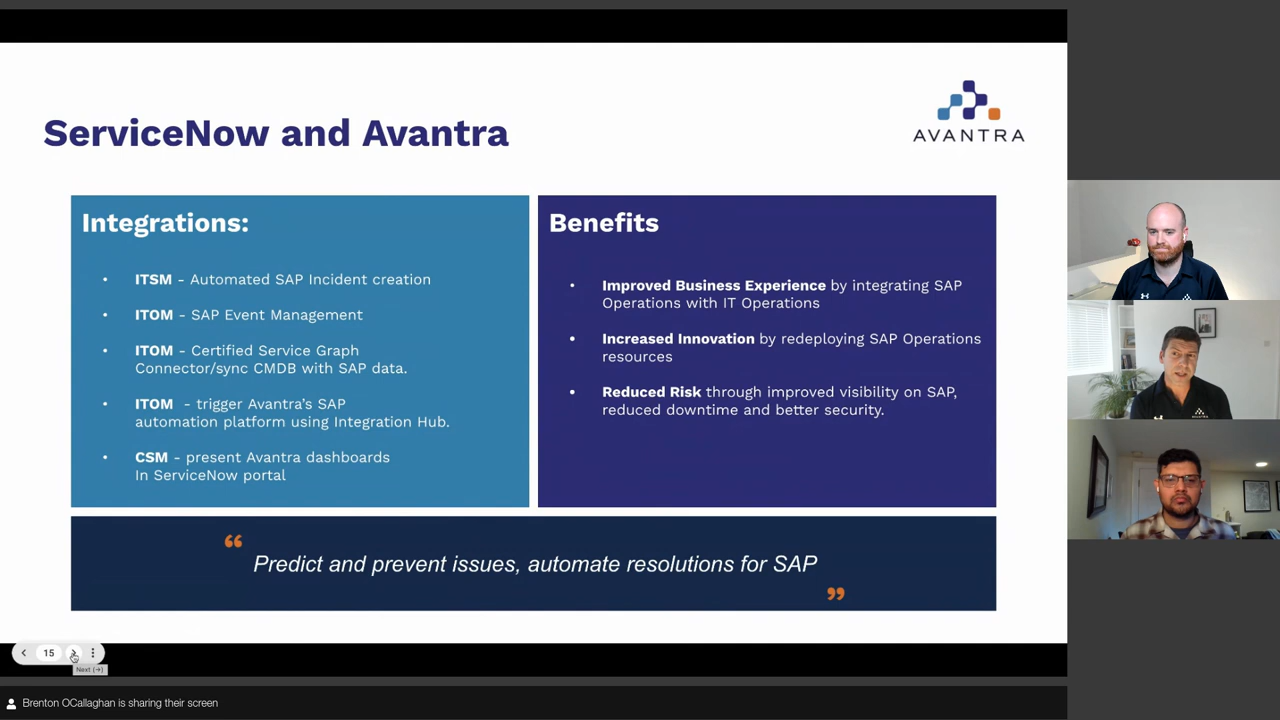 ServiceNow and Avantra
AVANTRA
Integrations:
• ITSM - Automated SAP Incident creation
• ITOM - SAP Event Management
• ITOM - Certified Service Graph
Connector/sync CMDB with SAP data.
• ITOM - trigger Avantra's SAP
automation platform using Integration Hub.
• CSM - present Avantra dashboards
In ServiceNow portal
Benefits
• Improved Business Experience by integrating SAP
Operations with IT Operations
• Increased Innovation by redeploying SAP Operations
resources
• Reduced Risk through improved visibility on SAP,
reduced downtime and better security.
“ Predict and prevent issues, automate resolutions for SAP ”
15
Next (→)
Brenton OCallaghan is sharing their screen